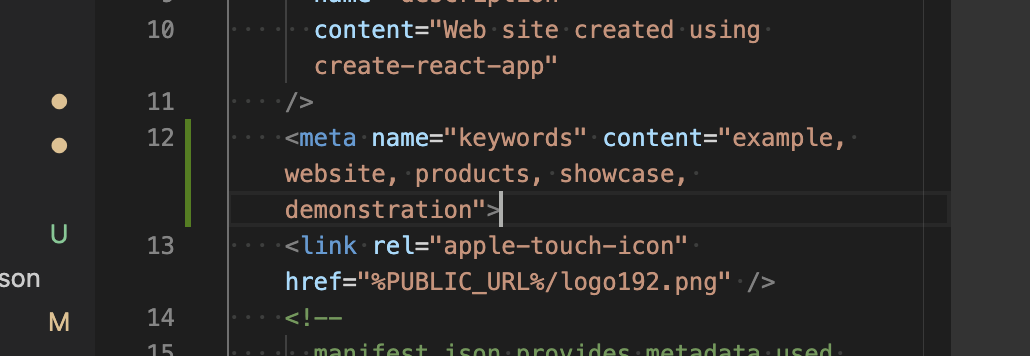 name="description"
10 content="Web site created using
create-react-app"
11 />
12 <meta name="keywords" content="example,
website, products, showcase,
demonstration">
U
13 <link rel="apple-touch-icon"
son
href="%PUBLIC_URL%/logo192.png" />
M
14 <!--
15 manifest.json provides metadata used